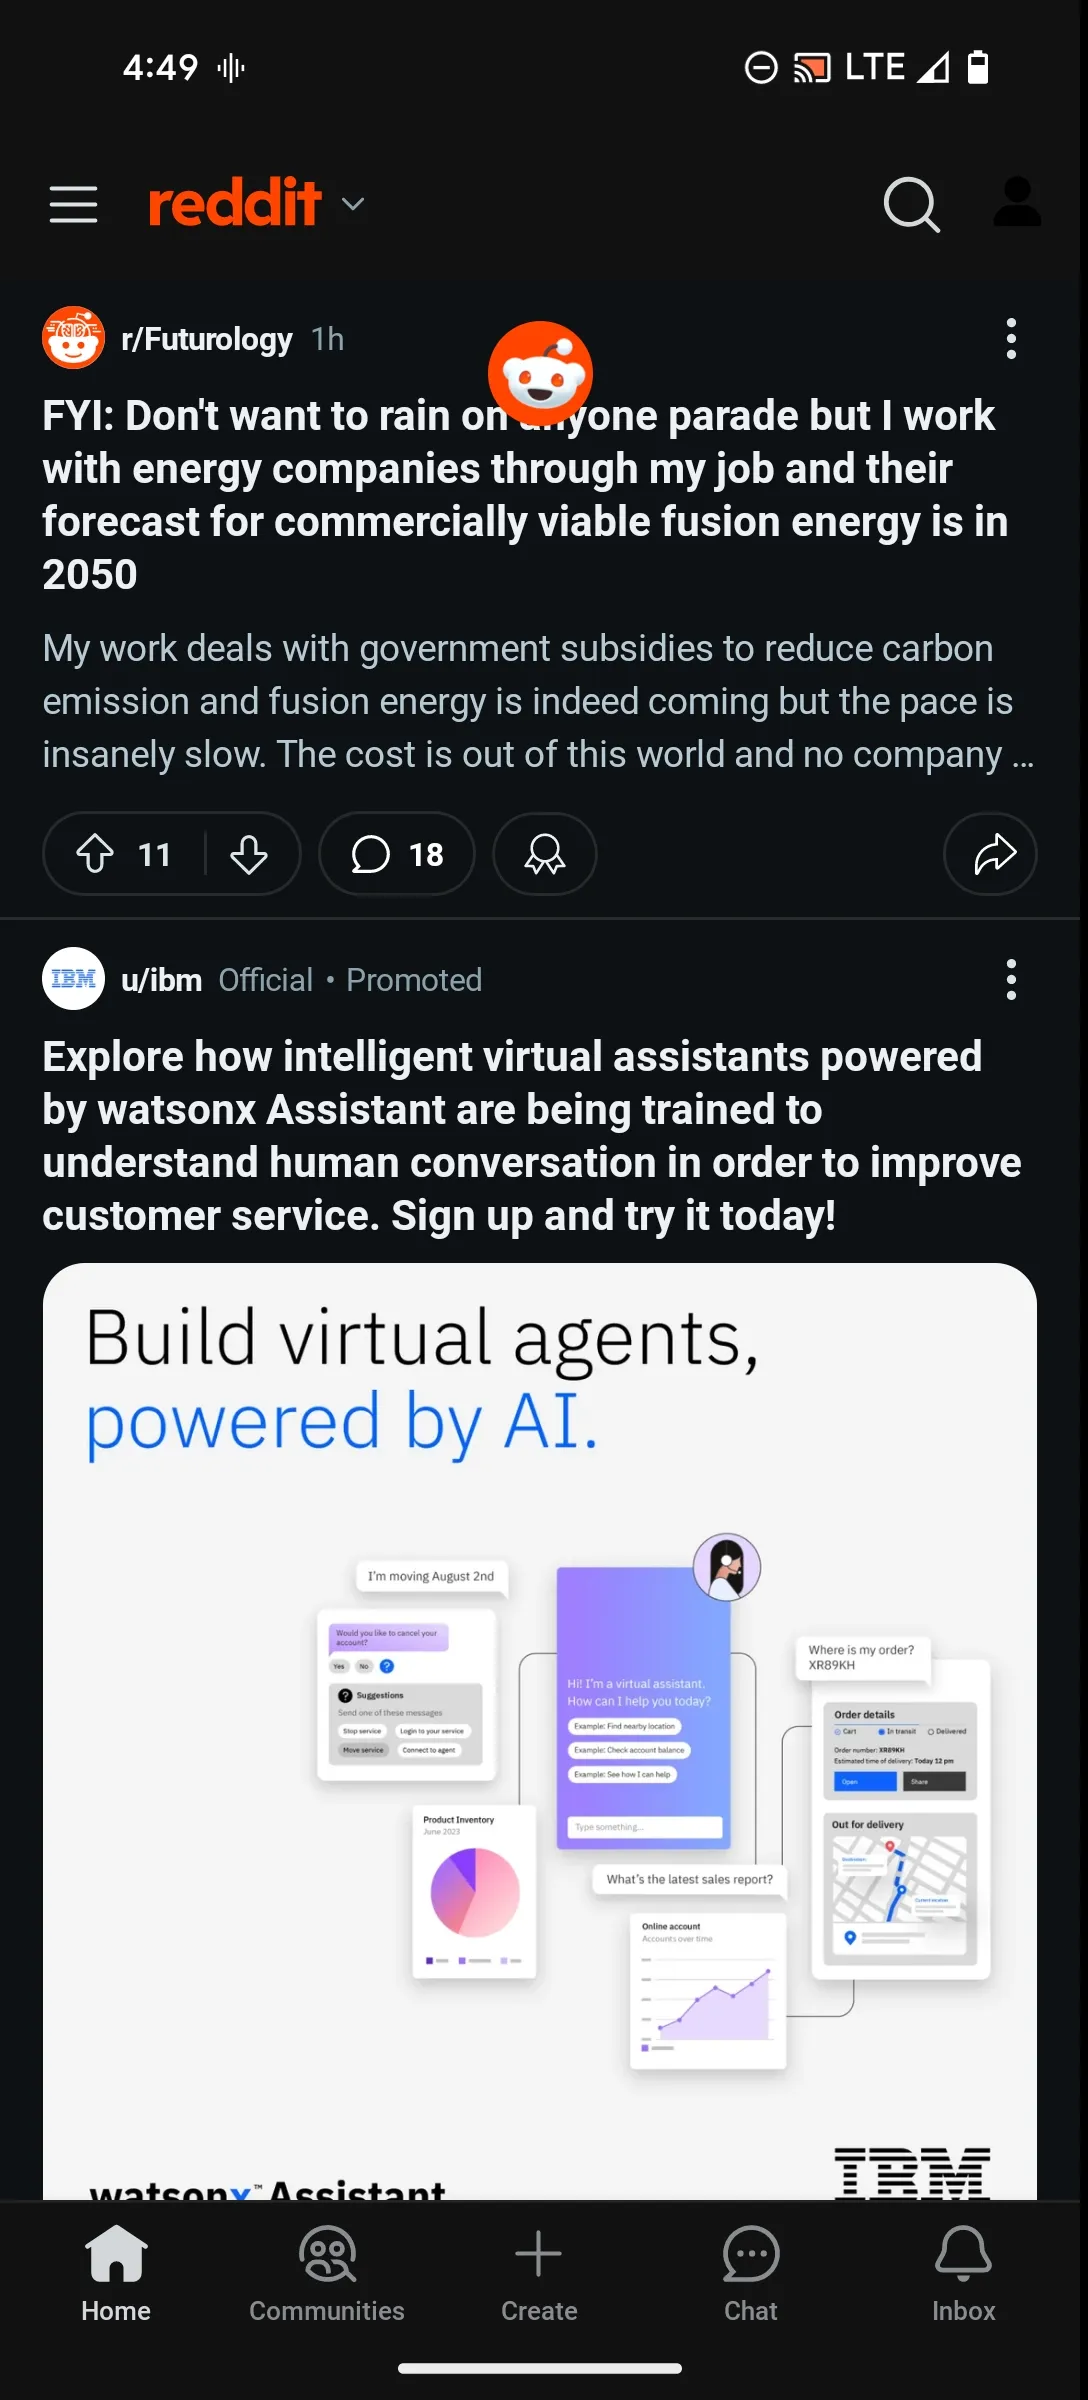 4:49
LTE
reddit
r/Futurology 1h
FYI: Don't want to rain on anyone parade but I work
with energy companies through my job and their
forecast for commercially viable fusion energy is in
2050
My work deals with government subsidies to reduce carbon
emission and fusion energy is indeed coming but the pace is
insanely slow. The cost is out of this world and no company ...
11
18
IBM
u/ibm Official • Promoted
Explore how intelligent virtual assistants powered
by watsonx Assistant are being trained to
understand human conversation in order to improve
customer service. Sign up and try it today!
Build virtual agents,
powered by AI.
I'm moving August 2nd
Would you like to cancel your
account?
Yes No ?
? Suggestions
Send one of these messages
Stop service Login to your service
Move service Connect to agent
Product Inventory
June 2023
Hi! I'm a virtual assistant.
How can I help you today?
Example: Find nearby location
Example: Check account balance
Example: See how I can help
Type something...
Where is my order?
XR89KH
Order details
Cart In transit Delivered
Order number: XR89KH
Estimated time of delivery: Today 12 pm
Open Share
Out for delivery
Current location
What's the latest sales report?
Online account
Accounts over time
watsonx™ Assistant
IBM
Home Communities Create Chat Inbox